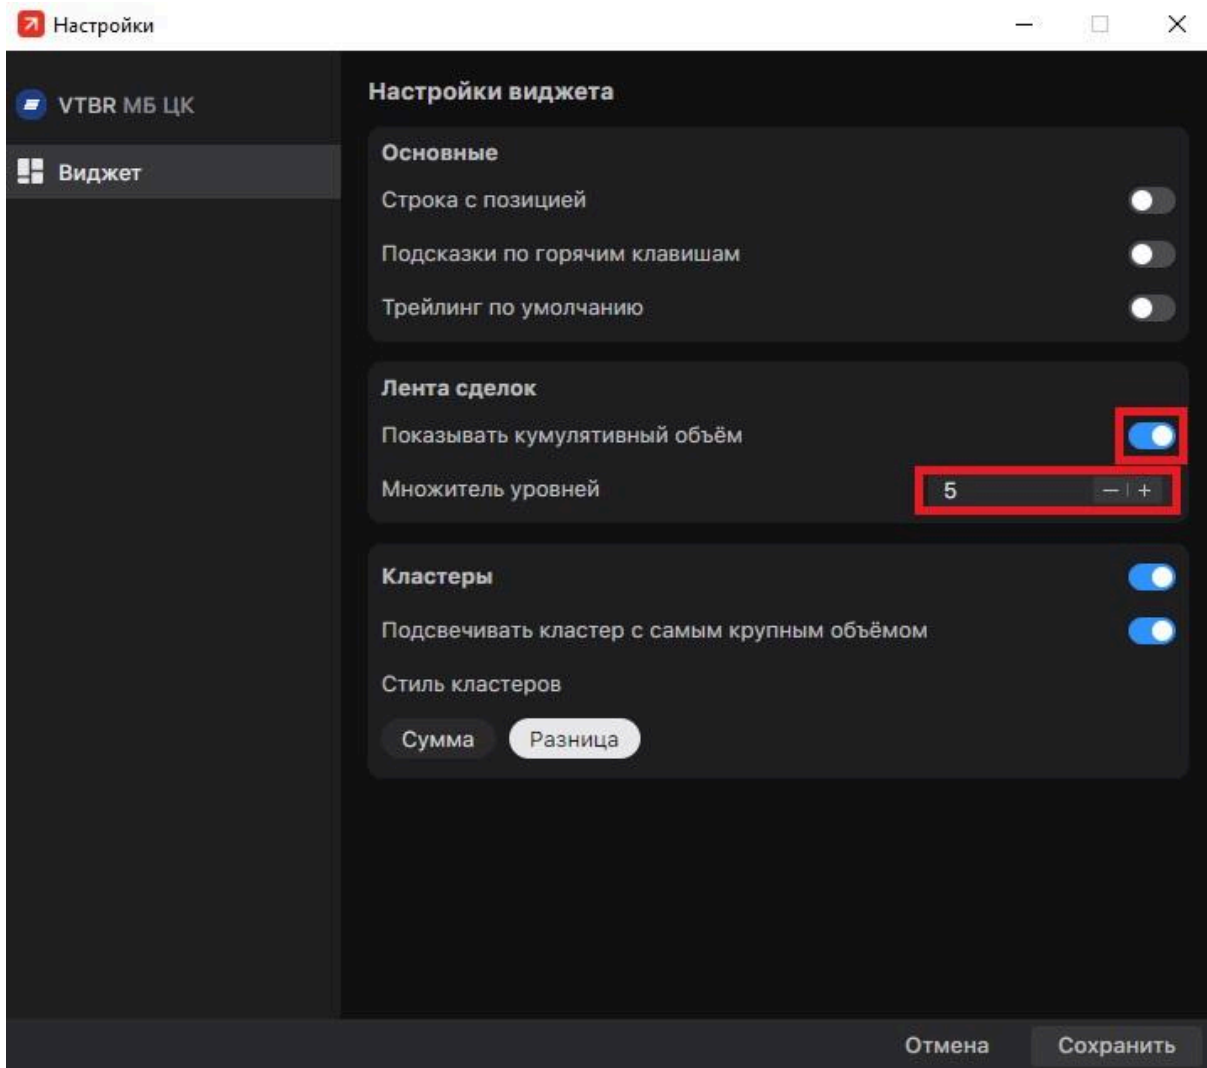 Настройки
VTBR МБ ЦК
Виджет
Настройки виджета
Основные
Строка с позицией
Подсказки по горячим клавишам
Трейлинг по умолчанию
Лента сделок
Показывать кумулятивный объём
Множитель уровней 5
Кластеры
Подсвечивать кластер с самым крупным объёмом
Стиль кластеров
Сумма Разница
Отмена Сохранить